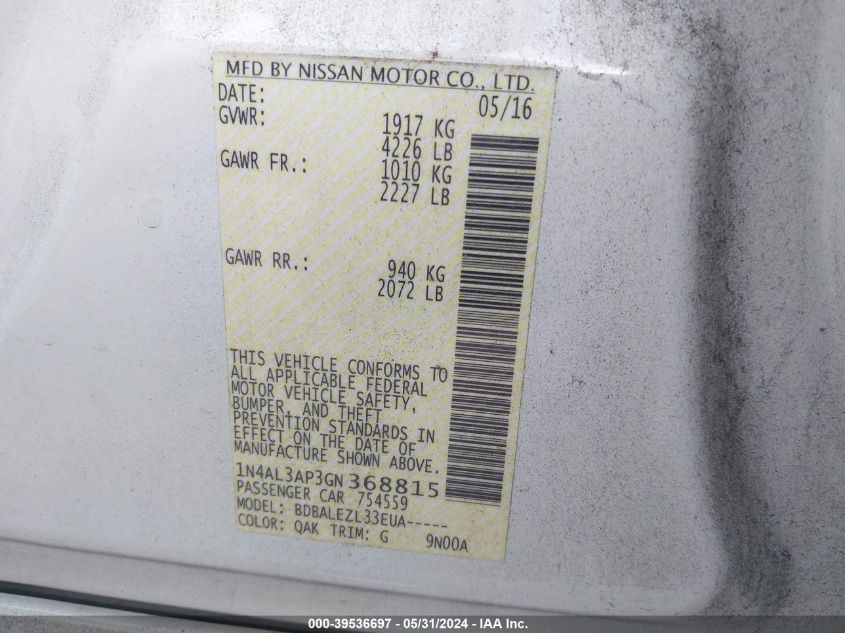 MFD BY NISSAN MOTOR CO., LTD.
DATE: 05/16
GVWR: 1917 KG
4226 LB
GAWR FR.: 1010 KG
2227 LB
GAWR RR.: 940 KG
2072 LB
THIS VEHICLE CONFORMS TO
ALL APPLICABLE FEDERAL
MOTOR VEHICLE SAFETY,
BUMPER, AND THEFT
PREVENTION STANDARDS IN
EFFECT ON THE DATE OF
MANUFACTURE SHOWN ABOVE.
1N4AL3AP3GN368815
PASSENGER CAR 754559
MODEL: BDBALEZL33EUA-----
COLOR: QAK TRIM: G 9N00A
000-39536697 - 05/31/2024 - IAA Inc.